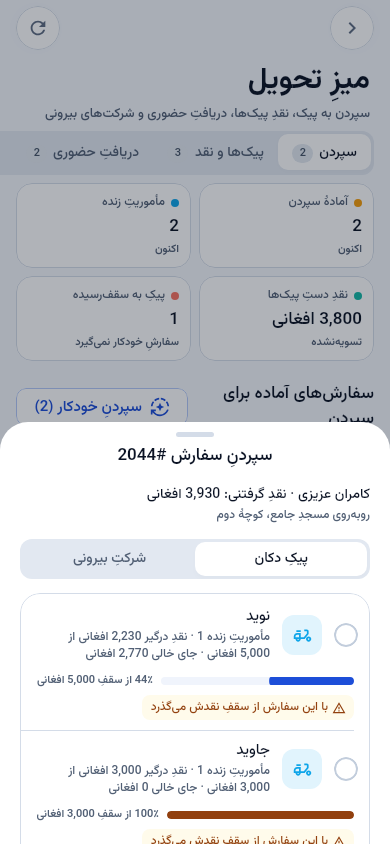 میزِ تحویل
سپردن به پیک، نقدِ پیک‌ها، دریافتِ حضوری و شرکت‌های بیرونی
سپردن 2 پیک‌ها و نقد 3 دریافتِ حضوری 2
آمادهٔ سپردن
2
اکنون
مأموریتِ زنده
2
اکنون
نقدِ دستِ پیک‌ها
3,800 افغانی
تسویه‌نشده
پیکِ به سقف‌رسیده
1
سفارشِ خودکار نمی‌گیرد
سفارش‌های آماده برای
سپردن
سپردنِ خودکار (2)
سپردنِ سفارش #2044
کامران عزیزی · نقدِ گرفتنی: 3,930 افغانی
روبه‌روی مسجدِ جامع، کوچهٔ دوم
پیکِ دکان
شرکتِ بیرونی
نوید
مأموریتِ زنده 1 · نقدِ درگیر 2,230 افغانی از
5,000 افغانی · جای خالی 2,770 افغانی
44٪ از سقفِ 5,000 افغانی
با این سفارش از سقفِ نقدش می‌گذرد
جاوید
مأموریتِ زنده 1 · نقدِ درگیر 3,000 افغانی از
3,000 افغانی · جای خالی 0 افغانی
100٪ از سقفِ 3,000 افغانی
با این سفارش از سقفِ نقدش می‌گذرد